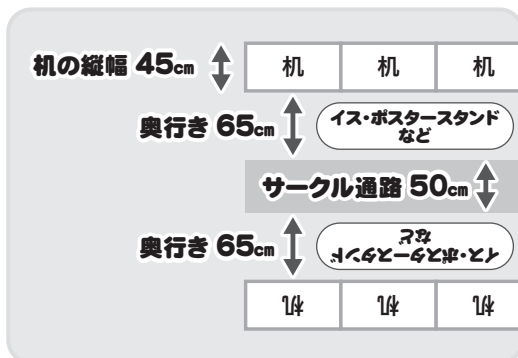 机の縦幅 45cm
机 机 机
奥行き 65cm
イス・ポスタースタンド
など
サークル通路 50cm
奥行き 65cm
イス・ポスタースタンド
など
机 机 机